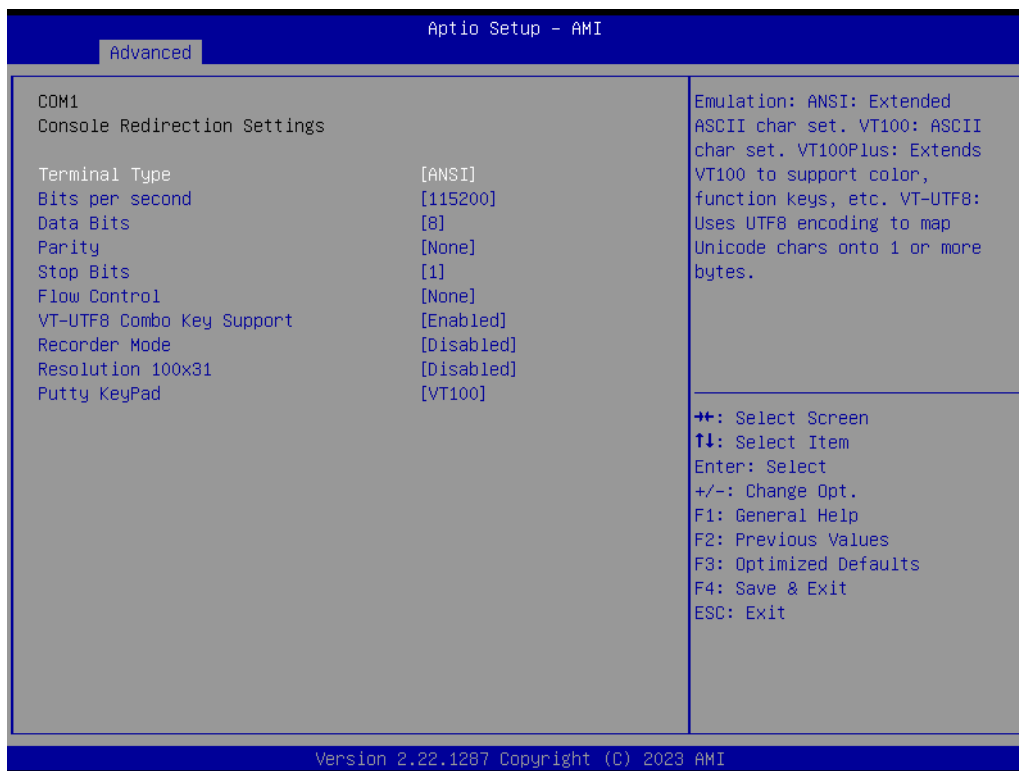 Aptio Setup - AMI
Advanced
COM1
Console Redirection Settings
Terminal Type [ANSI]
Bits per second [115200]
Data Bits [8]
Parity [None]
Stop Bits [1]
Flow Control [None]
VT-UTF8 Combo Key Support [Enabled]
Recorder Mode [Disabled]
Resolution 100x31 [Disabled]
Putty KeyPad [VT100]
Emulation: ANSI: Extended
ASCII char set. VT100: ASCII
char set. VT100Plus: Extends
VT100 to support color,
function keys, etc. VT-UTF8:
Uses UTF8 encoding to map
Unicode chars onto 1 or more
bytes.
→←: Select Screen
↑↓: Select Item
Enter: Select
+/-: Change Opt.
F1: General Help
F2: Previous Values
F3: Optimized Defaults
F4: Save & Exit
ESC: Exit
Version 2.22.1287 Copyright (C) 2023 AMI